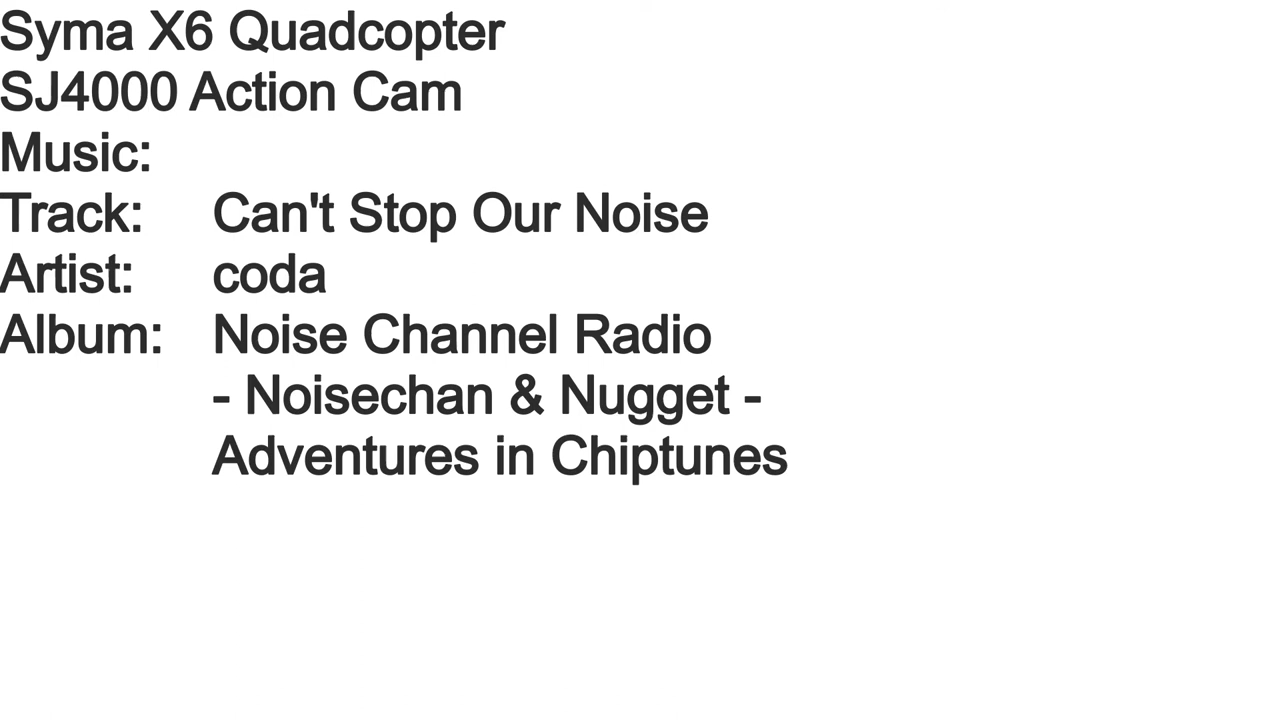 Syma X6 Quadcopter
SJ4000 Action Cam
Music:
Track: Can't Stop Our Noise
Artist: coda
Album: Noise Channel Radio
- Noisechan & Nugget -
Adventures in Chiptunes